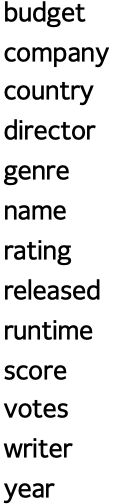 budget
company
country
director
genre
name
rating
released
runtime
score
votes
writer
year